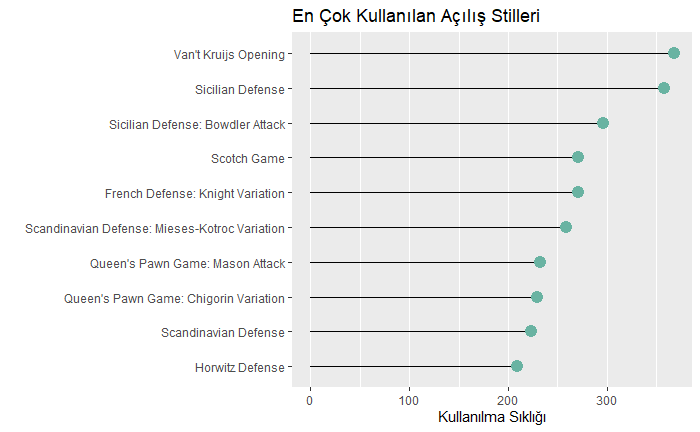 En Çok Kullanılan Açılış Stilleri
Van't Kruijs Opening
Sicilian Defense
Sicilian Defense: Bowdler Attack
Scotch Game
French Defense: Knight Variation
Scandinavian Defense: Mieses-Kotroc Variation
Queen's Pawn Game: Mason Attack
Queen's Pawn Game: Chigorin Variation
Scandinavian Defense
Horwitz Defense
0 100 200 300
Kullanılma Sıklığı